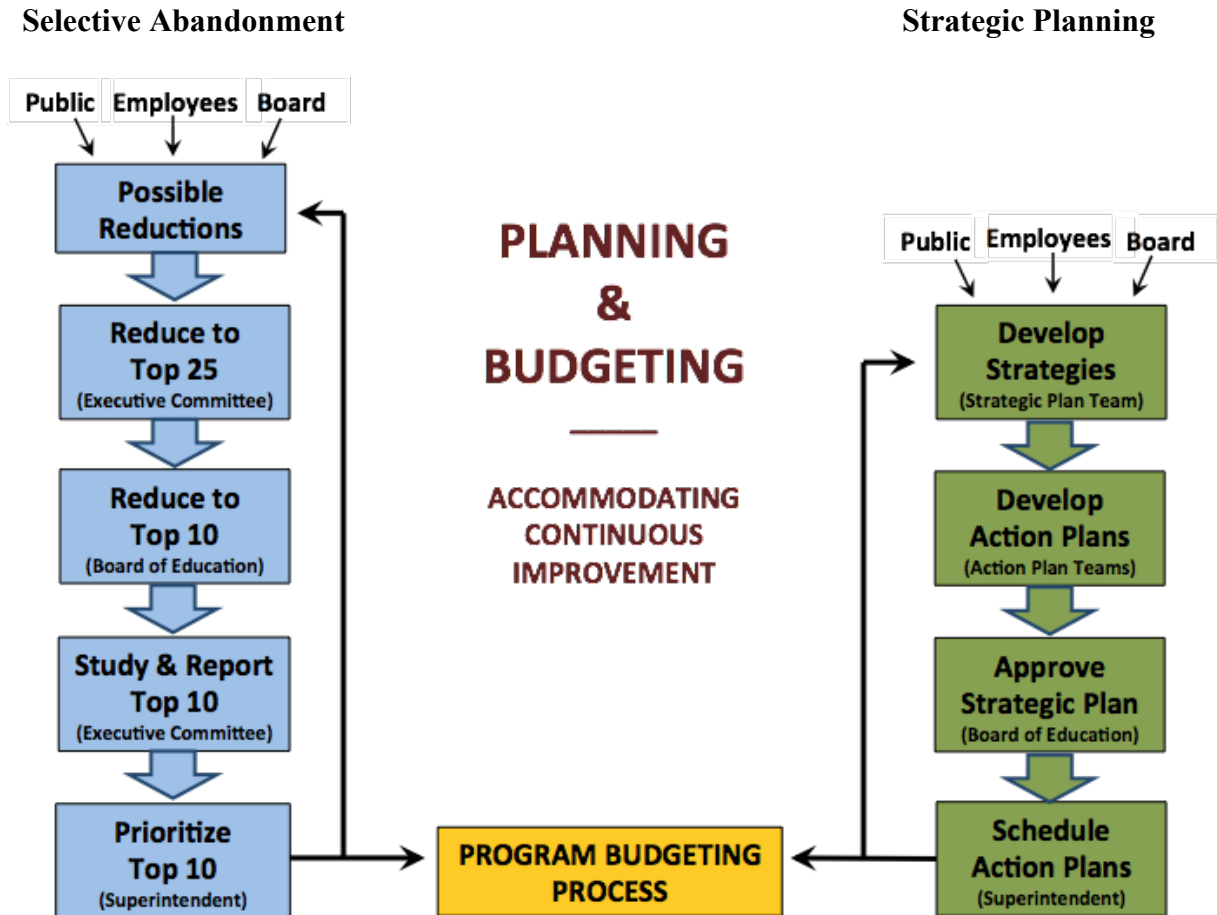 Selective Abandonment
Strategic Planning
Public Employees Board
Possible
Reductions
Reduce to
Top 25
(Executive Committee)
Reduce to
Top 10
(Board of Education)
Study & Report
Top 10
(Executive Committee)
Prioritize
Top 10
(Superintendent)
PLANNING
&
BUDGETING
ACCOMMODATING
CONTINUOUS
IMPROVEMENT
PROGRAM BUDGETING
PROCESS
Public Employees Board
Develop
Strategies
(Strategic Plan Team)
Develop
Action Plans
(Action Plan Teams)
Approve
Strategic Plan
(Board of Education)
Schedule
Action Plans
(Superintendent)